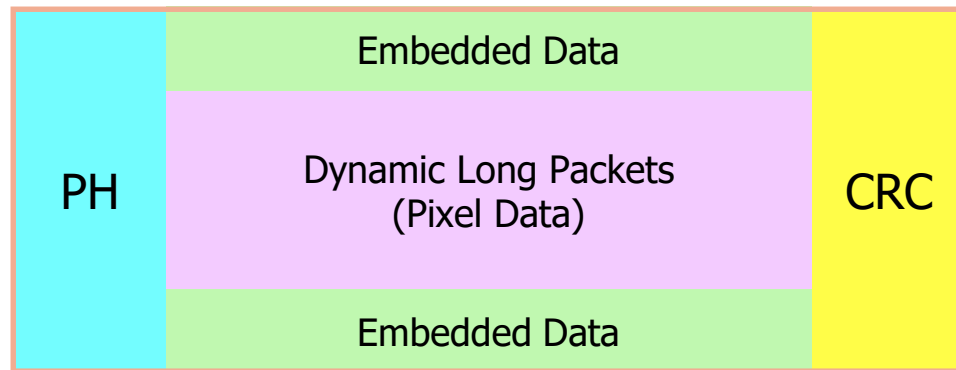 Embedded Data
PH
Dynamic Long Packets
(Pixel Data)
CRC
Embedded Data